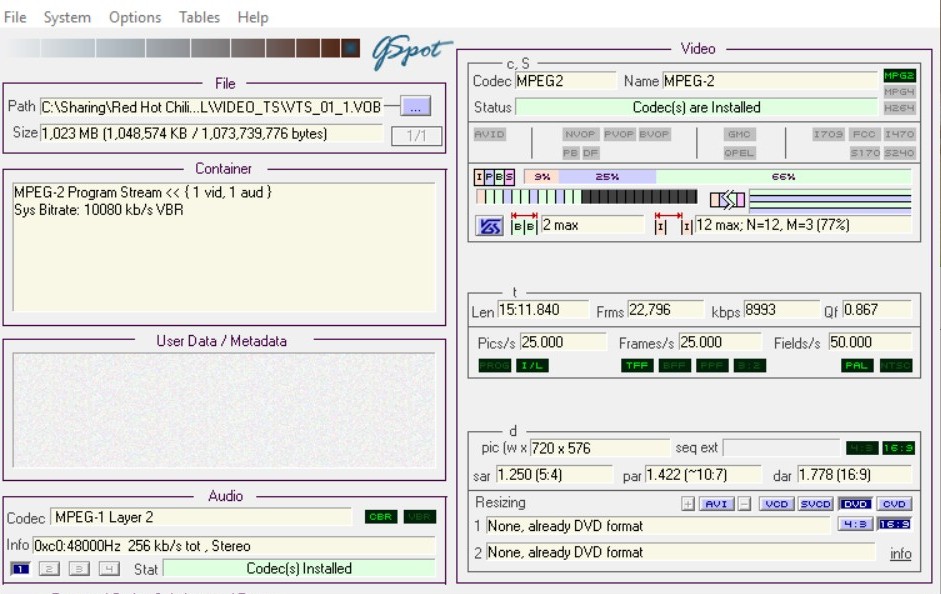 File System Options Tables Help
GSpot
File
Path C:\Sharing\Red Hot Chili...L\VIDEO_TS\VTS_01_1.VOB ...
Size 1,023 MB (1,048,574 KB / 1,073,739,776 bytes) 1/1
Container
MPEG-2 Program Stream << { 1 vid, 1 aud }
Sys Bitrate: 10080 kb/s VBR
User Data / Metadata
Audio
Codec MPEG-1 Layer 2 CBR VBR
Info 0xc0:48000Hz 256 kb/s tot , Stereo
1 2 3 4 Stat Codec(s) Installed
Video
c, S
Codec MPEG2 Name MPEG-2 MPG2
MPG4
Status Codec(s) are Installed H264
AVID NVOP PVOP BVOP GMC I709 FCC I470
PB DF QPEL S170 S240
I P B S 9% 25% 66%
B B 2 max I I 12 max; N=12, M=3 (77%)
t
Len 15:11.840 Frms 22,796 kbps 8993 Qf 0.867
Pics/s 25.000 Frames/s 25.000 Fields/s 50.000
PROG I/L TFF BFF RFF 3:2 PAL NTSC
d
pic (w x 720 x 576 seq ext 4:3 16:9
sar 1.250 (5:4) par 1.422 (~10:7) dar 1.778 (16:9)
Resizing + AVI − VCD SVCD DVD CVD
1 None, already DVD format 4:3 16:9
2 None, already DVD format info